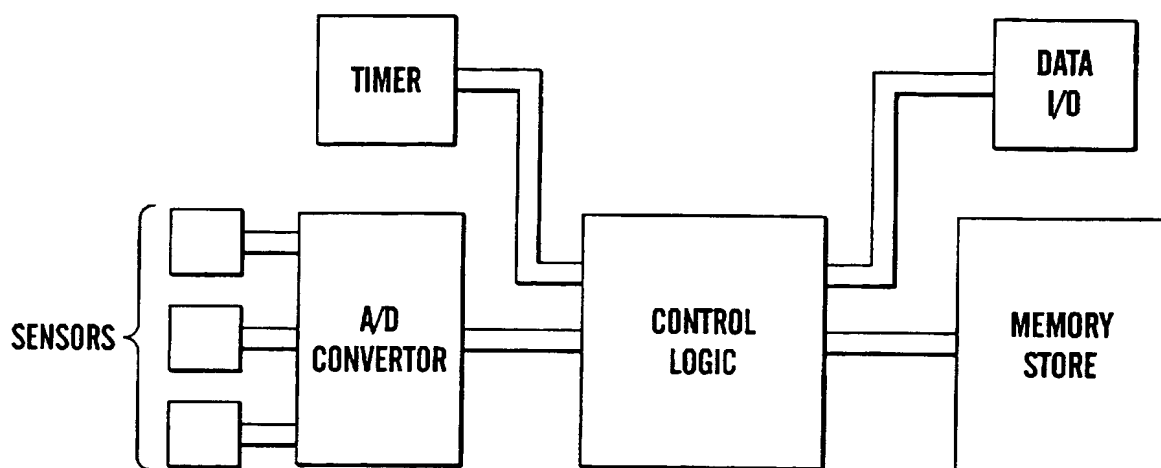 TIMER
DATA
I/O
SENSORS
A/D
CONVERTOR
CONTROL
LOGIC
MEMORY
STORE